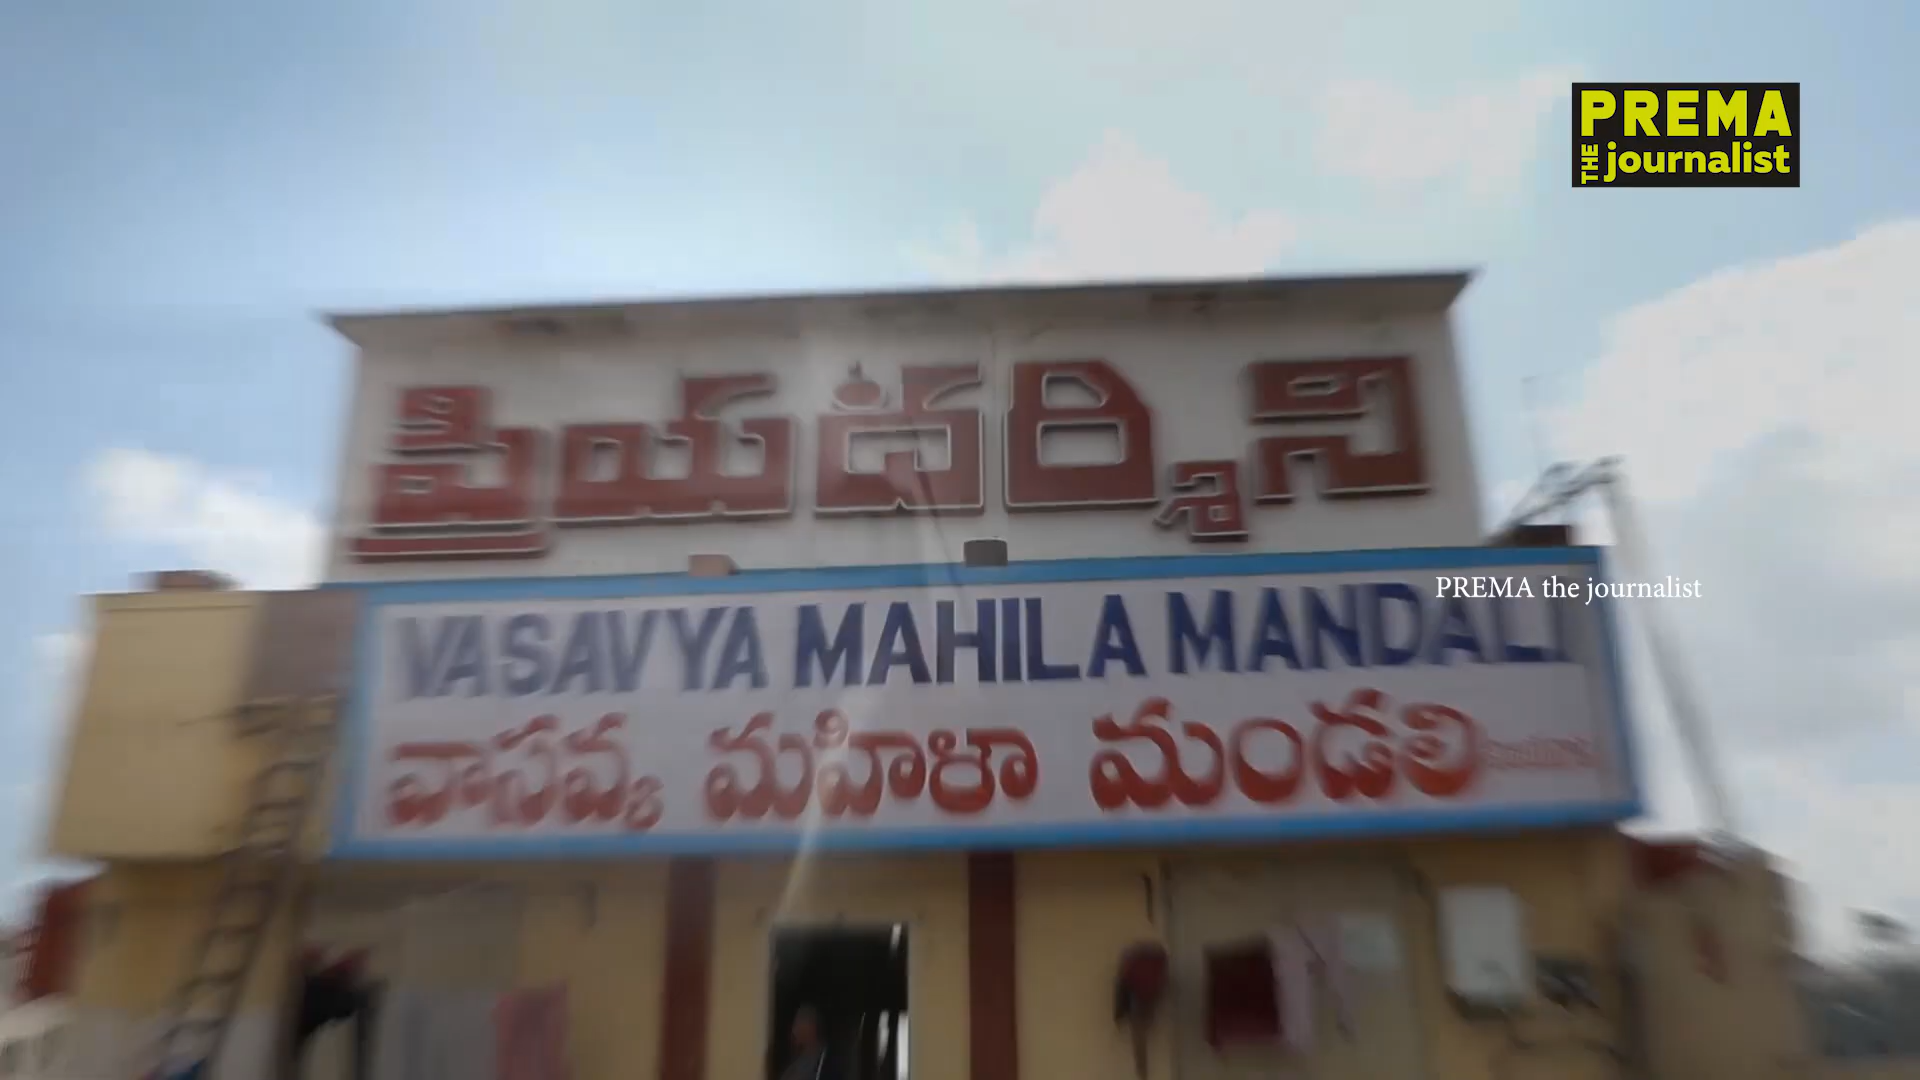 PREMA
THE journalist
ప్రియదర్శిని
PREMA the journalist
VASAVYA MAHILA MANDALI
వాసవ్య మహిళా మండలి